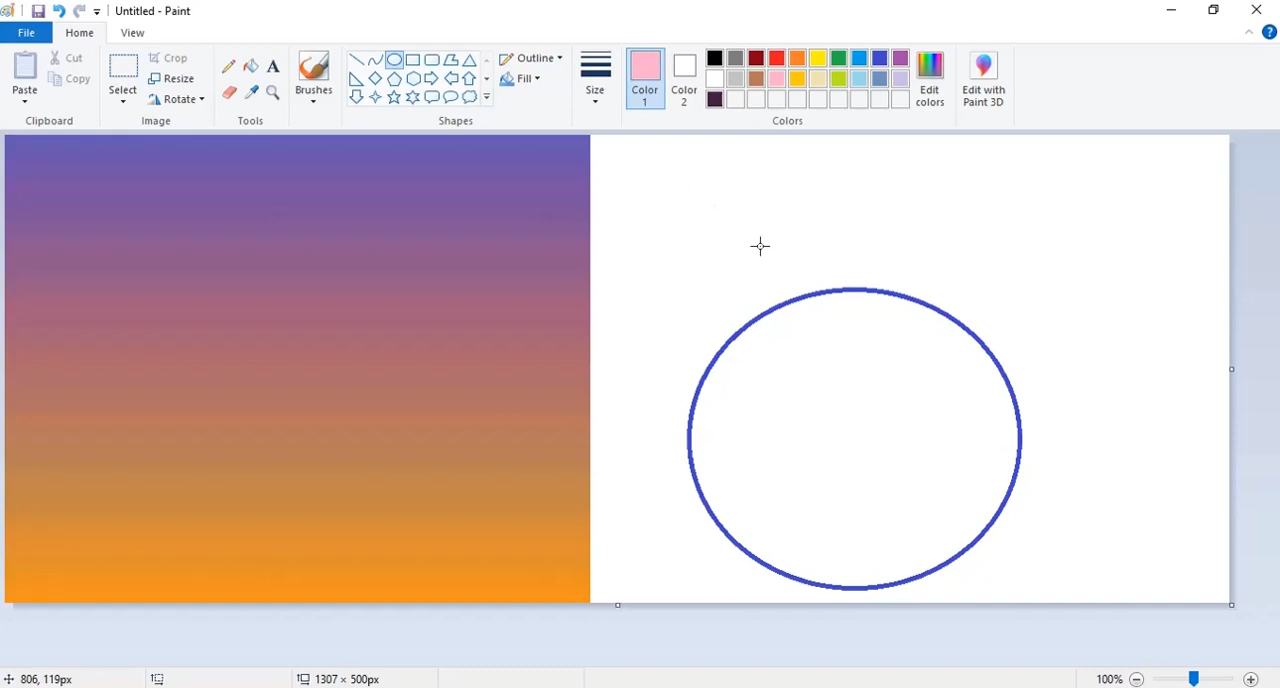 Untitled - Paint
File Home View
Paste Cut Copy
Clipboard
Select Crop Resize Rotate
Image
A
Tools
Brushes
Outline Fill
Shapes
Size
Color 1
Color 2
Edit colors
Colors
Edit with Paint 3D
806, 119px
1307 × 500px
100%